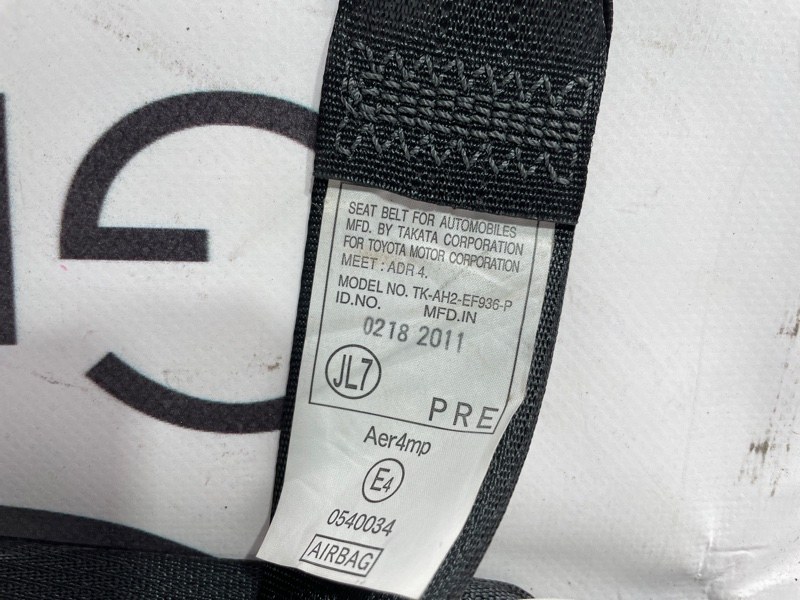 SEAT BELT FOR AUTOMOBILES
MFD. BY TAKATA CORPORATION
FOR TOYOTA MOTOR CORPORATION
MEET : ADR 4.
MODEL NO. TK-AH2-EF936-P
ID.NO. MFD.IN
0218 2011
JL7
PRE
Aer4mp
E4
0540034
AIRBAG